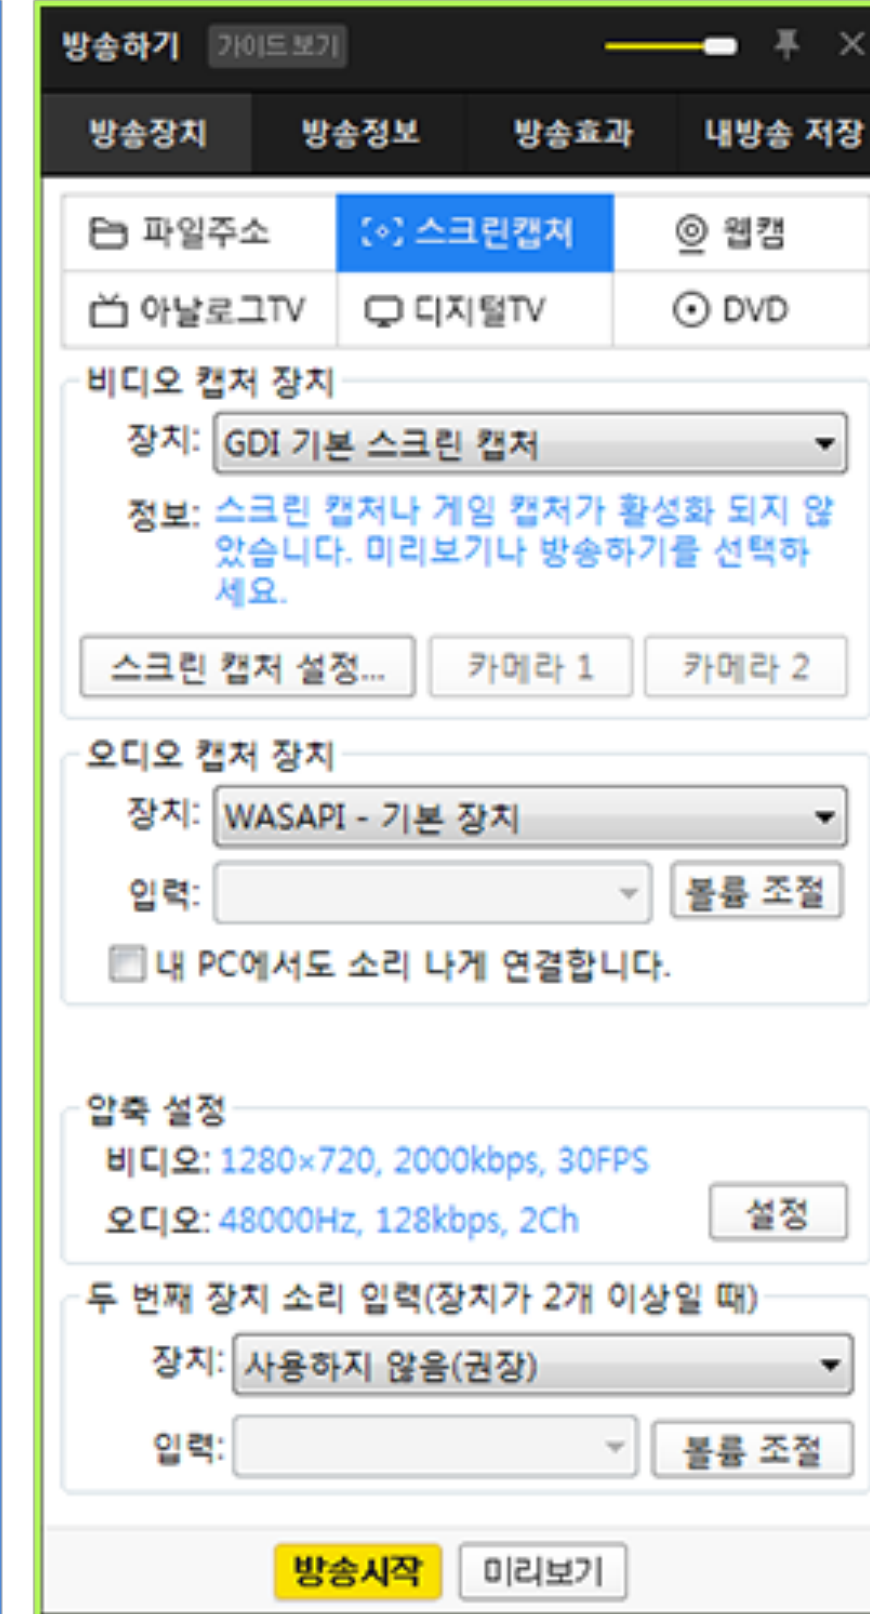 방송하기 가이드 보기
방송장치 방송정보 방송효과 내방송 저장
파일주소 스크린캡쳐 웹캠
아날로그TV 디지털TV DVD
비디오 캡처 장치
장치: GDI 기본 스크린 캡처
정보: 스크린 캡처나 게임 캡처가 활성화 되지 않
았습니다. 미리보기나 방송하기를 선택하
세요.
스크린 캡처 설정... 카메라 1 카메라 2
오디오 캡처 장치
장치: WASAPI - 기본 장치
입력: 볼륨 조절
내 PC에서도 소리 나게 연결합니다.
압축 설정
비디오: 1280×720, 2000kbps, 30FPS
오디오: 48000Hz, 128kbps, 2Ch 설정
두 번째 장치 소리 입력(장치가 2개 이상일 때)
장치: 사용하지 않음(권장)
입력: 볼륨 조절
방송시작 미리보기